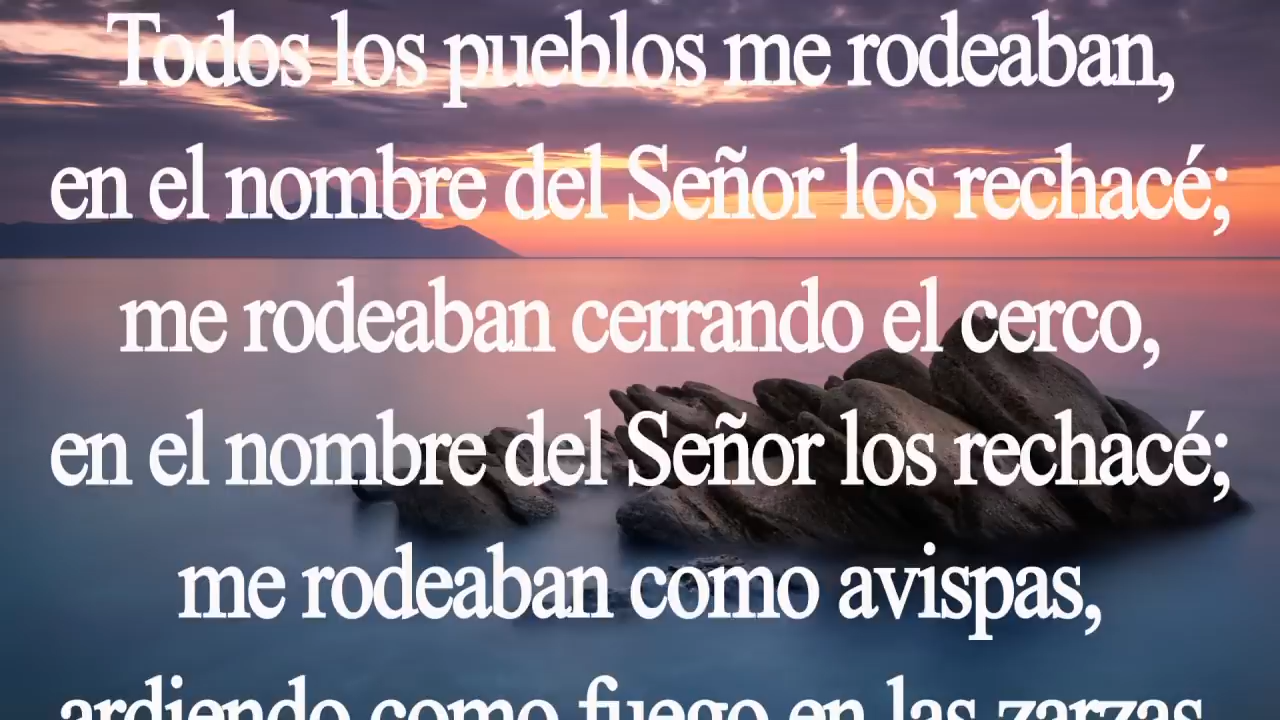 Todos los pueblos me rodeaban,
en el nombre del Señor los rechacé;
me rodeaban cerrando el cerco,
en el nombre del Señor los rechacé;
me rodeaban como avispas,
ardiendo como fuego en las zarzas